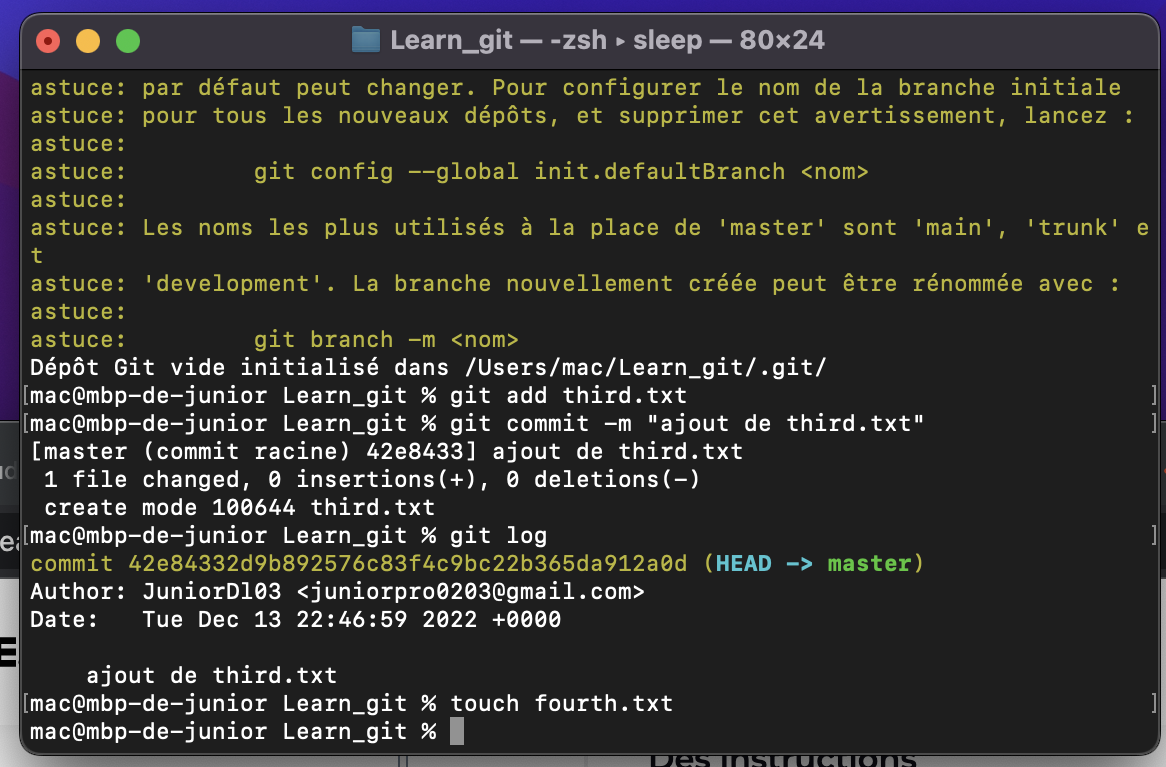 Learn_git — -zsh ▸ sleep — 80×24
astuce: par défaut peut changer. Pour configurer le nom de la branche initiale
astuce: pour tous les nouveaux dépôts, et supprimer cet avertissement, lancez :
astuce:
astuce:         git config --global init.defaultBranch <nom>
astuce:
astuce: Les noms les plus utilisés à la place de 'master' sont 'main', 'trunk' e
t
astuce: 'development'. La branche nouvellement créée peut être rénommée avec :
astuce:
astuce:         git branch -m <nom>
Dépôt Git vide initialisé dans /Users/mac/Learn_git/.git/
[mac@mbp-de-junior Learn_git % git add third.txt ]
[mac@mbp-de-junior Learn_git % git commit -m "ajout de third.txt" ]
[master (commit racine) 42e8433] ajout de third.txt
 1 file changed, 0 insertions(+), 0 deletions(-)
 create mode 100644 third.txt
[mac@mbp-de-junior Learn_git % git log ]
commit 42e84332d9b892576c83f4c9bc22b365da912a0d (HEAD -> master)
Author: JuniorDl03 <juniorpro0203@gmail.com>
Date:   Tue Dec 13 22:46:59 2022 +0000
    ajout de third.txt
[mac@mbp-de-junior Learn_git % touch fourth.txt ]
mac@mbp-de-junior Learn_git %
Des instructions